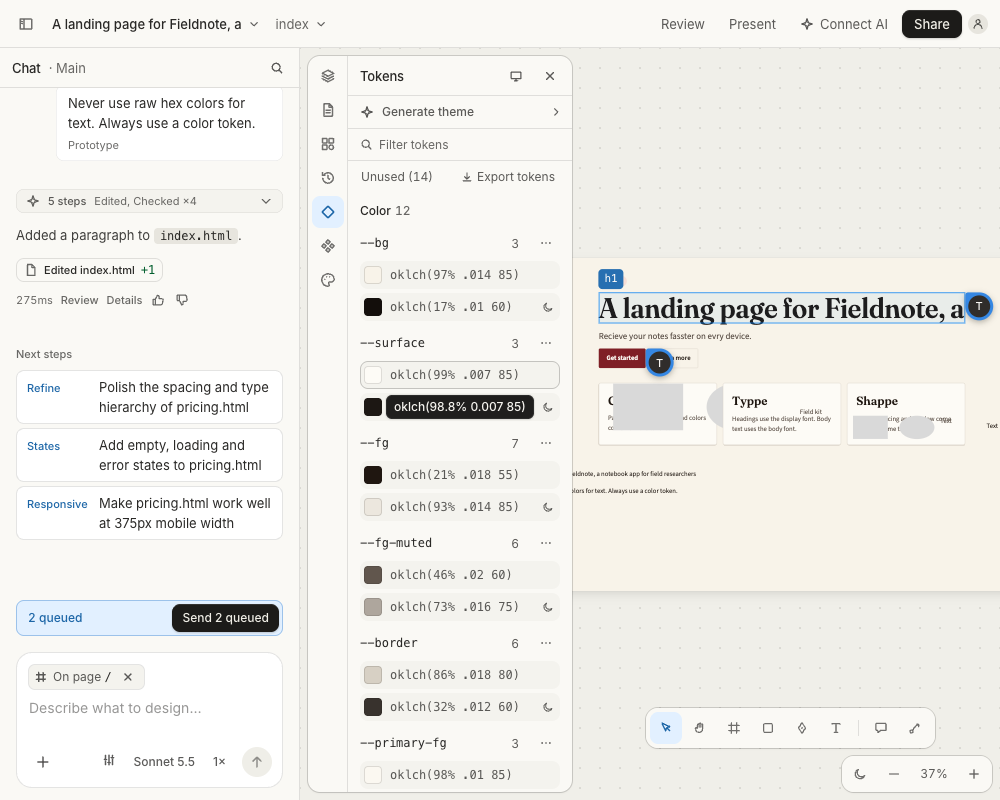 A landing page for Fieldnote, a
index
Review
Present
Connect AI
Share
Chat · Main
Never use raw hex colors for
text. Always use a color token.
Prototype
5 steps Edited, Checked ×4
Added a paragraph to index.html.
Edited index.html +1
275ms Review Details
Next steps
Refine
Polish the spacing and type
hierarchy of pricing.html
States
Add empty, loading and
error states to pricing.html
Responsive
Make pricing.html work well
at 375px mobile width
2 queued
Send 2 queued
On page /
Describe what to design...
Sonnet 5.5 1×
Tokens
Generate theme
Filter tokens
Unused (14)
Export tokens
Color 12
--bg 3
oklch(97% .014 85)
oklch(17% .01 60)
--surface 3
oklch(99% .007 85)
oklch(98.8% 0.007 85)
--fg 7
oklch(21% .018 55)
oklch(93% .014 85)
--fg-muted 6
oklch(46% .02 60)
oklch(73% .016 75)
--border 6
oklch(86% .018 80)
oklch(32% .012 60)
--primary-fg 3
oklch(98% .01 85)
h1
A landing page for Fieldnote, a
T
Recieve your notes fasster on evry device.
Get started
T
more
C
d colors
Typpe
Field kit
Headings use the display font. Body
text uses the body font.
Shappe
Text
Text
eldnote, a notebook app for field researchers
olors for text. Always use a color token.
37%